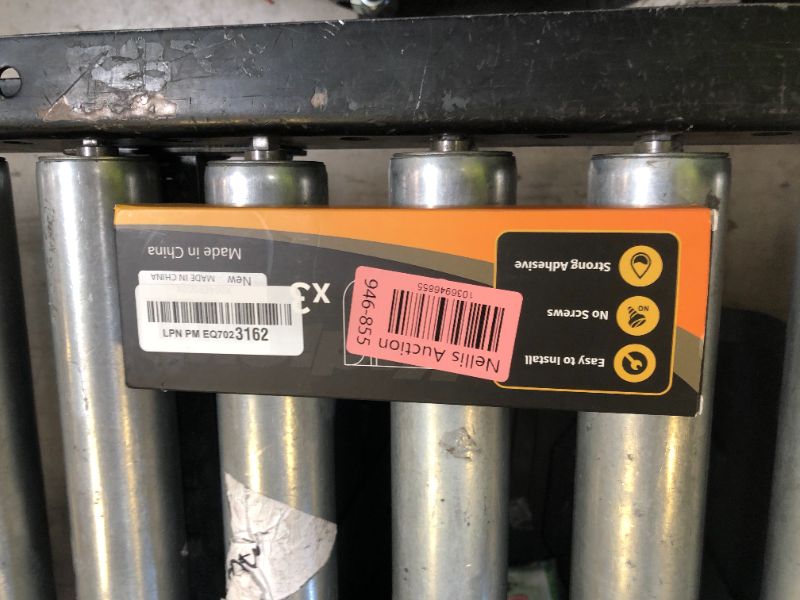 Easy to Install
No Screws
NO
Strong Adhesive
x3
Made in China
Nellis Auction
1036946855
946-855
New
MADE IN CHINA
LPN PM EQ7023162